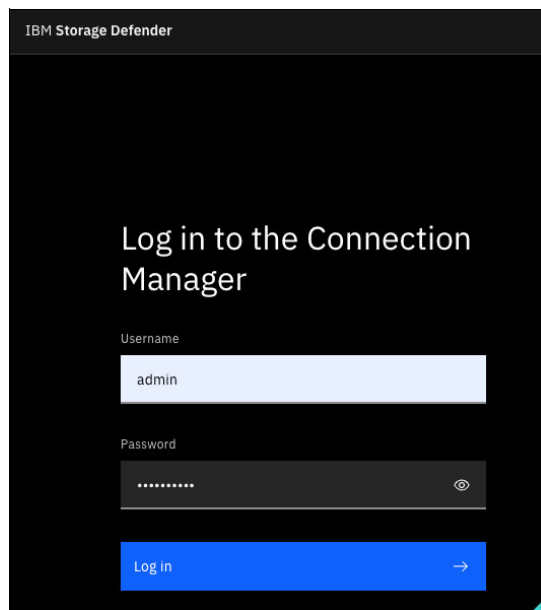 IBM Storage Defender
Log in to the Connection
Manager
Username
admin
Password
••••••••••
Log in